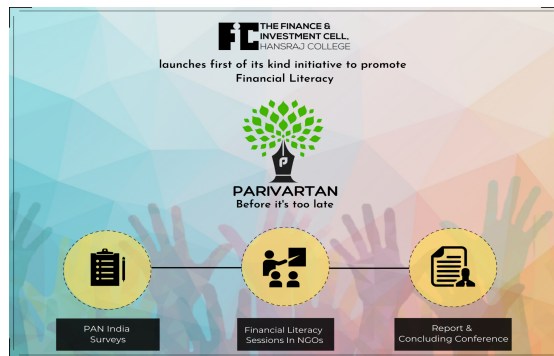 FIC
THE FINANCE &
INVESTMENT CELL,
HANSRAJ COLLEGE
launches first of its kind initiative to promote
Financial Literacy
P
PARIVARTAN
Before it's too late
PAN India
Surveys
Financial Literacy
Sessions In NGOs
Report &
Concluding Conference